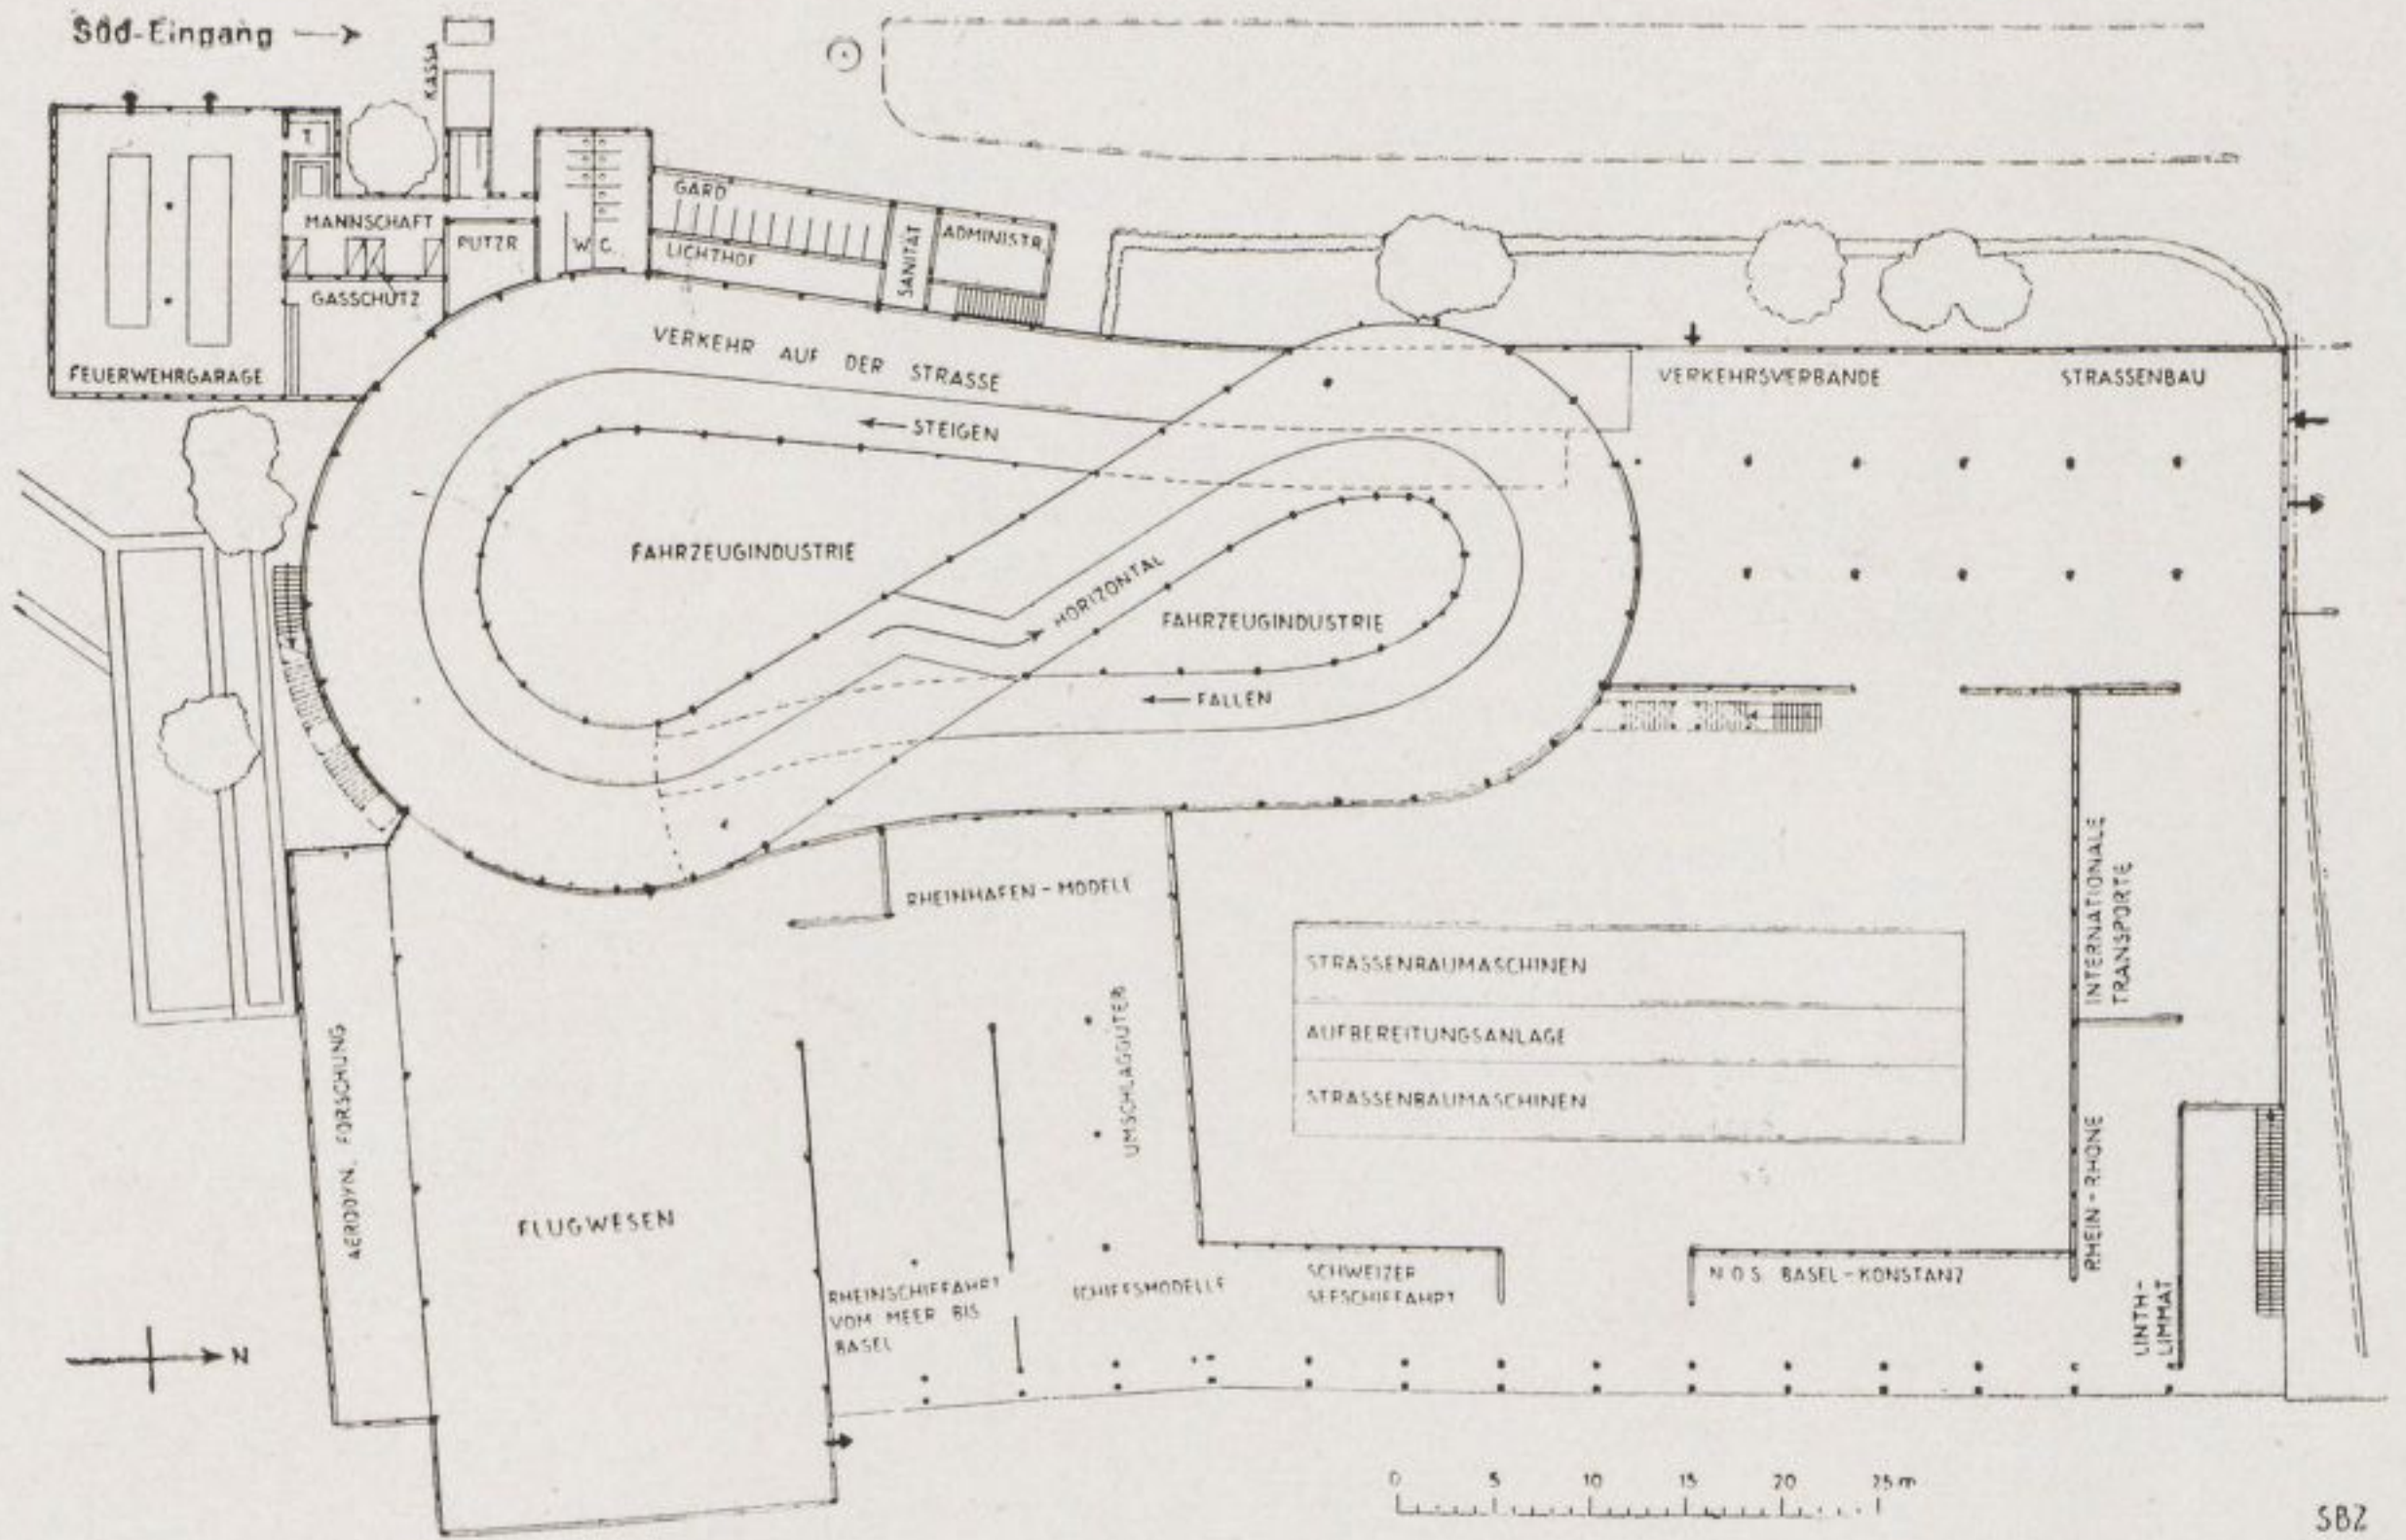 Süd-Eingang
KASSA
T
MANNSCHAFT
PUTZR
W.C.
GARD
LICHTHOF
SANITÄT
ADMINISTR.
GASSCHUTZ
FEUERWEHRGARAGE
VERKEHR AUF DER STRASSE
STEIGEN
VERKEHRSVERBANDE
STRASSENBAU
FAHRZEUGINDUSTRIE
HORIZONTAL
FAHRZEUGINDUSTRIE
FALLEN
RHEINHAFEN - MODELL
INTERNATIONALE
TRANSPORTE
STRASSENBAUMASCHINEN
AUFBEREITUNGSANLAGE
STRASSENBAUMASCHINEN
UMSCHLAGGÜTER
AERODYN. FORSCHUNG
FLUGWESEN
RHEIN - RHONE
RHEINSCHIFFAHRT
VOM MEER BIS
BASEL
SCHIFFSMODELLE
SCHWEIZER
SEESCHIFFAHRT
N.O.S. BASEL - KONSTANZ
LINTH-
LIMMAT
N
0 5 10 15 20 25 m
SBZ